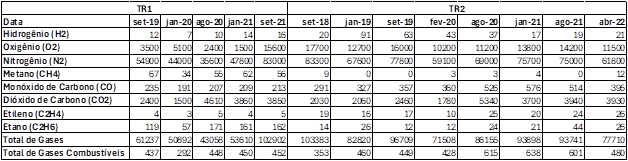 TR1 TR2
Data set-19 jan-20 ago-20 jan-21 set-21 set-18 jan-19 set-19 fev-20 ago-20 jan-21 set-21 abr-22
Hidrogênio (H2) 12 7 10 14 16 20 91 63 43 37 17 19 21
Oxigênio (O2) 3500 5100 2400 1500 15600 17700 12700 16000 10200 11200 13800 14200 11500
Nitrogênio (N2) 54900 44000 35600 47800 83000 83300 67600 77800 59100 69000 75700 75000 61800
Metano (CH4) 67 34 55 62 56 9 0 0 3 3 4 0 12
Monóxido de Carbono (CO) 235 191 207 209 213 291 327 357 360 526 576 514 395
Dióxido de Carbono (CO2) 2400 1500 4610 3860 3850 2030 2060 2460 1780 5340 3700 3940 3930
Etileno (C2H4) 4 3 5 4 5 19 16 17 10 25 20 24 26
Etano (C2H6) 119 57 171 161 162 14 26 12 12 24 21 44 26
Total de Gases 61237 50892 43058 53610 102902 103383 82820 96709 71508 86155 93898 93741 77710
Total de Gases Combustíveis 437 292 448 450 452 353 460 449 428 615 638 601 480